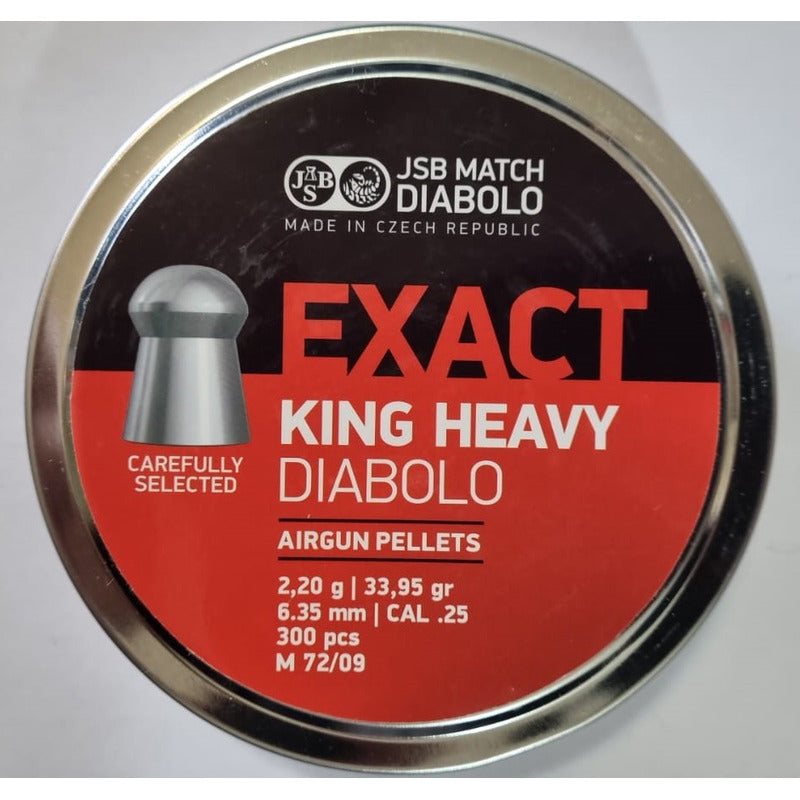 JSB
JSB MATCH
DIABOLO
MADE IN CZECH REPUBLIC
EXACT
KING HEAVY
DIABOLO
CAREFULLY
SELECTED
AIRGUN PELLETS
2,20 g | 33,95 gr
6.35 mm | CAL .25
300 pcs
M 72/09